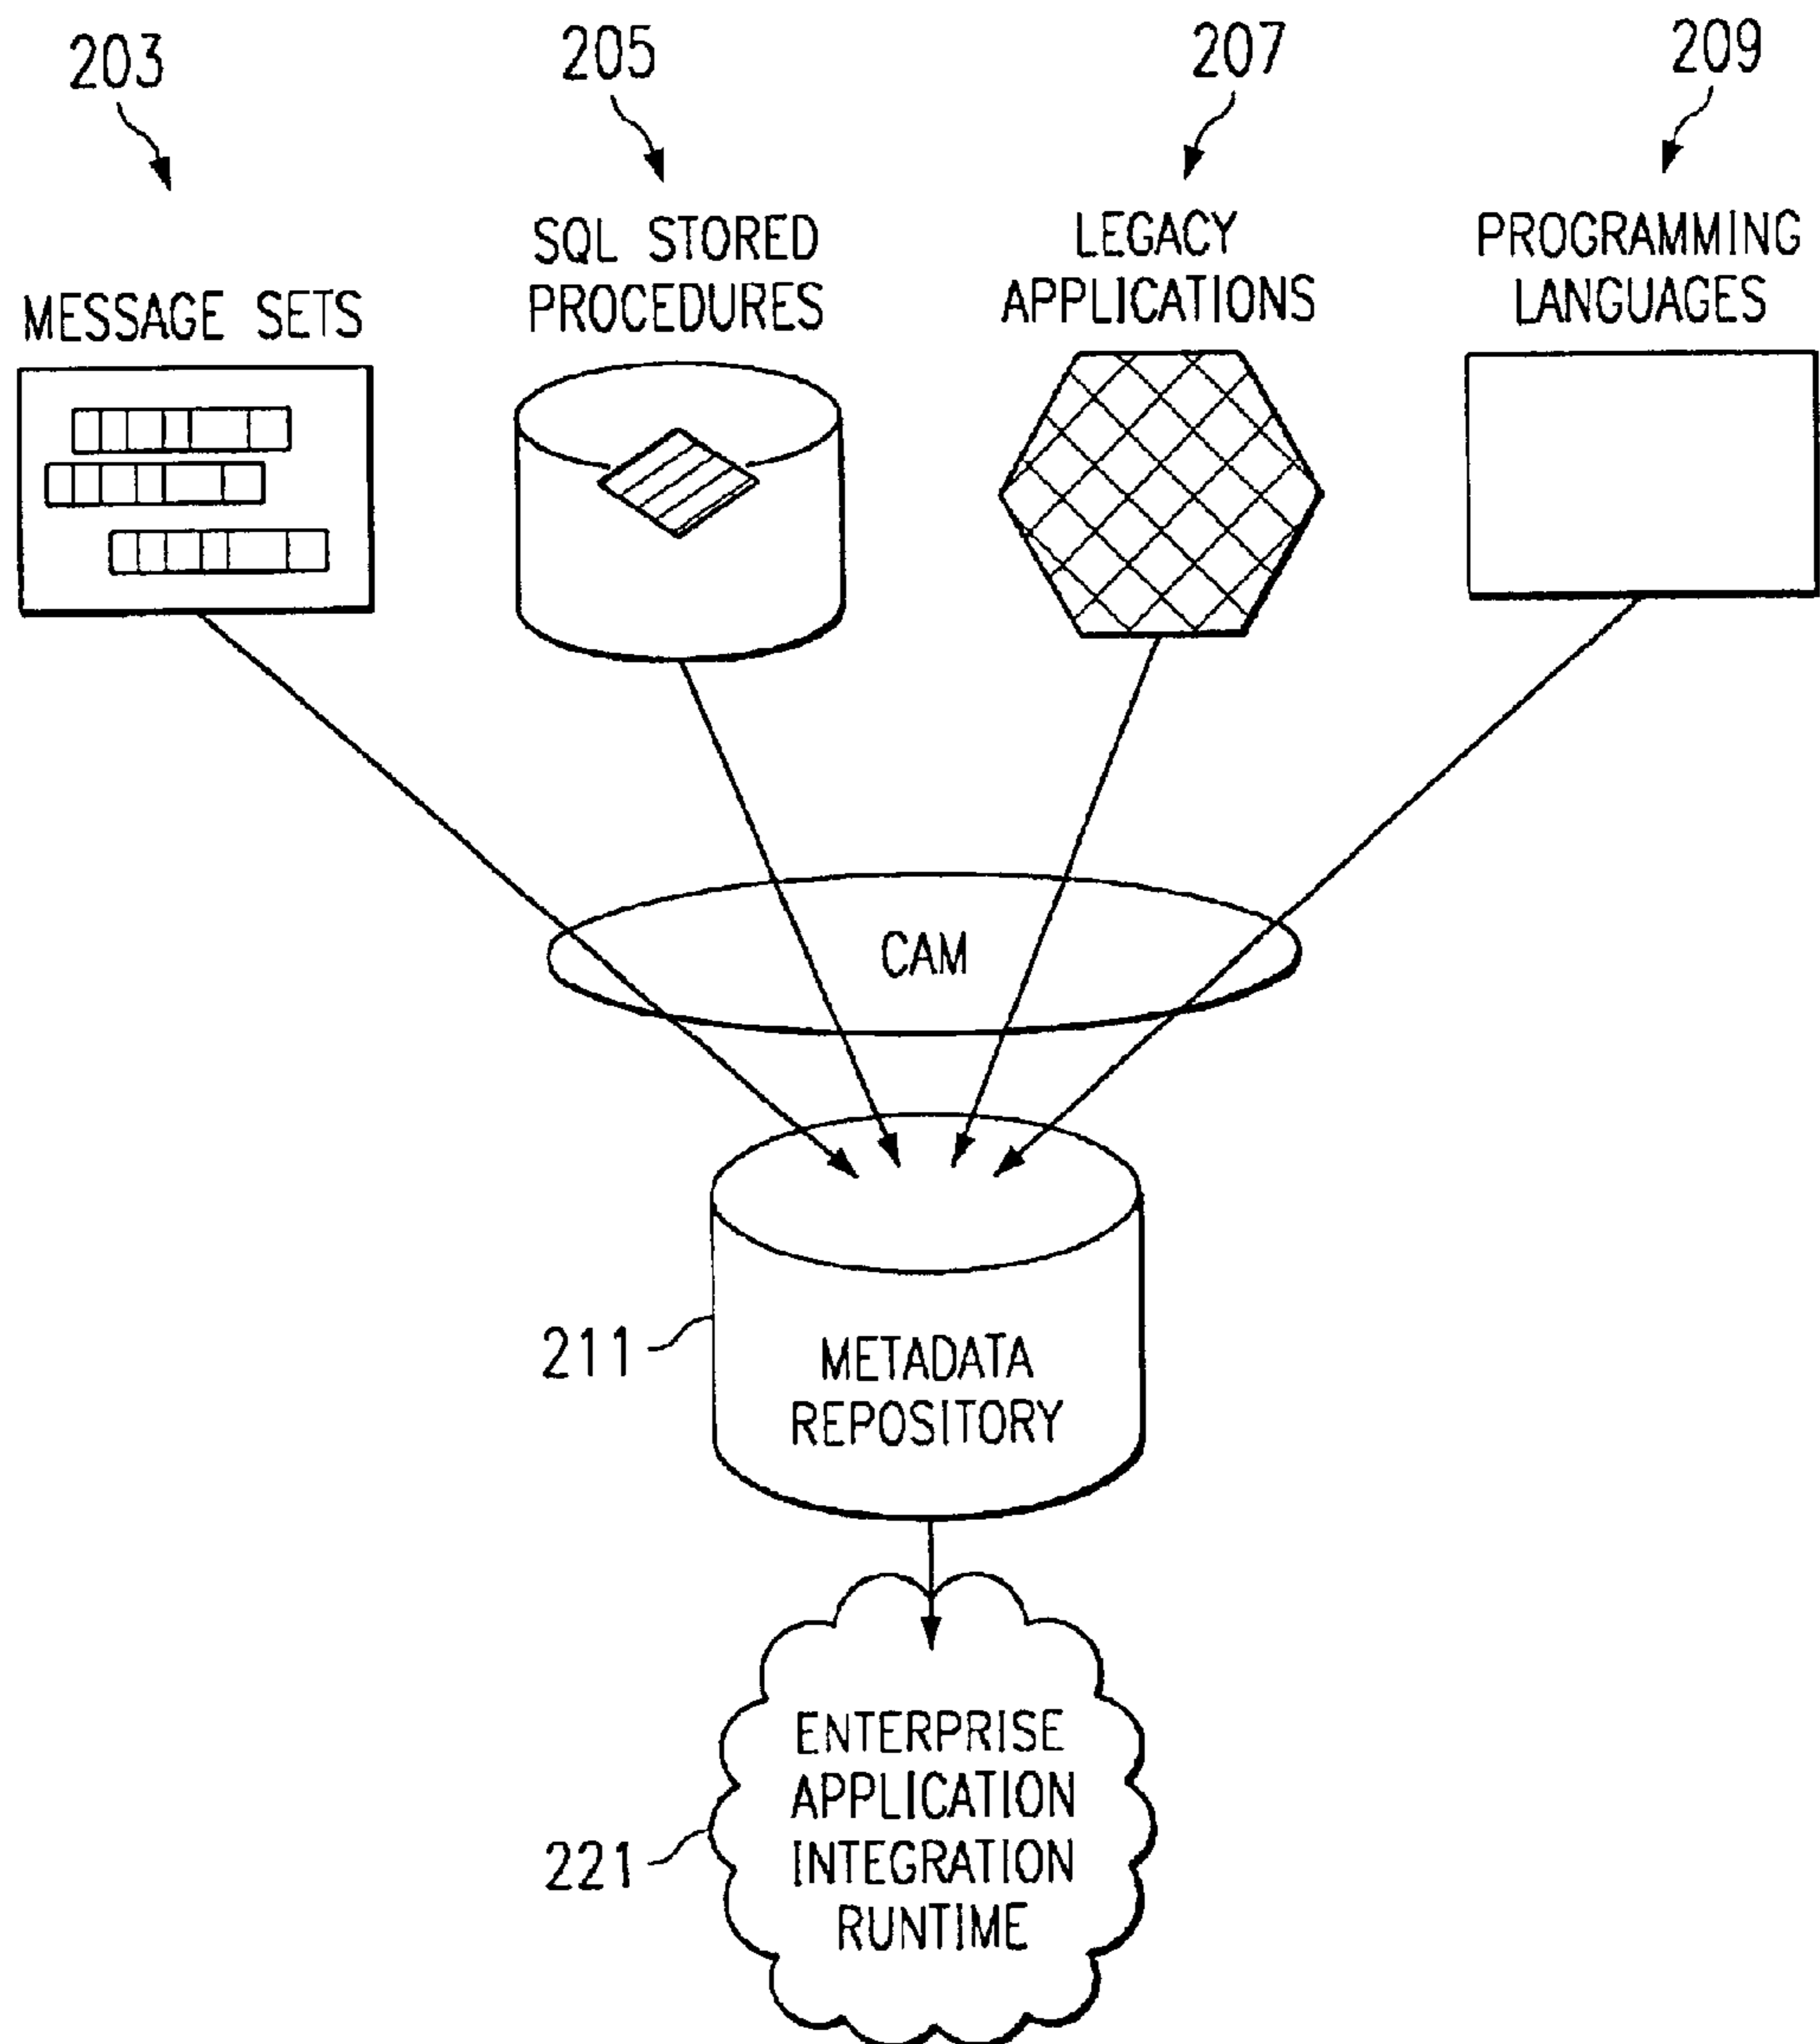 203
205
207
209
MESSAGE SETS
SQL STORED
PROCEDURES
LEGACY
APPLICATIONS
PROGRAMMING
LANGUAGES
CAM
211
METADATA
REPOSITORY
221
ENTERPRISE
APPLICATION
INTEGRATION
RUNTIME